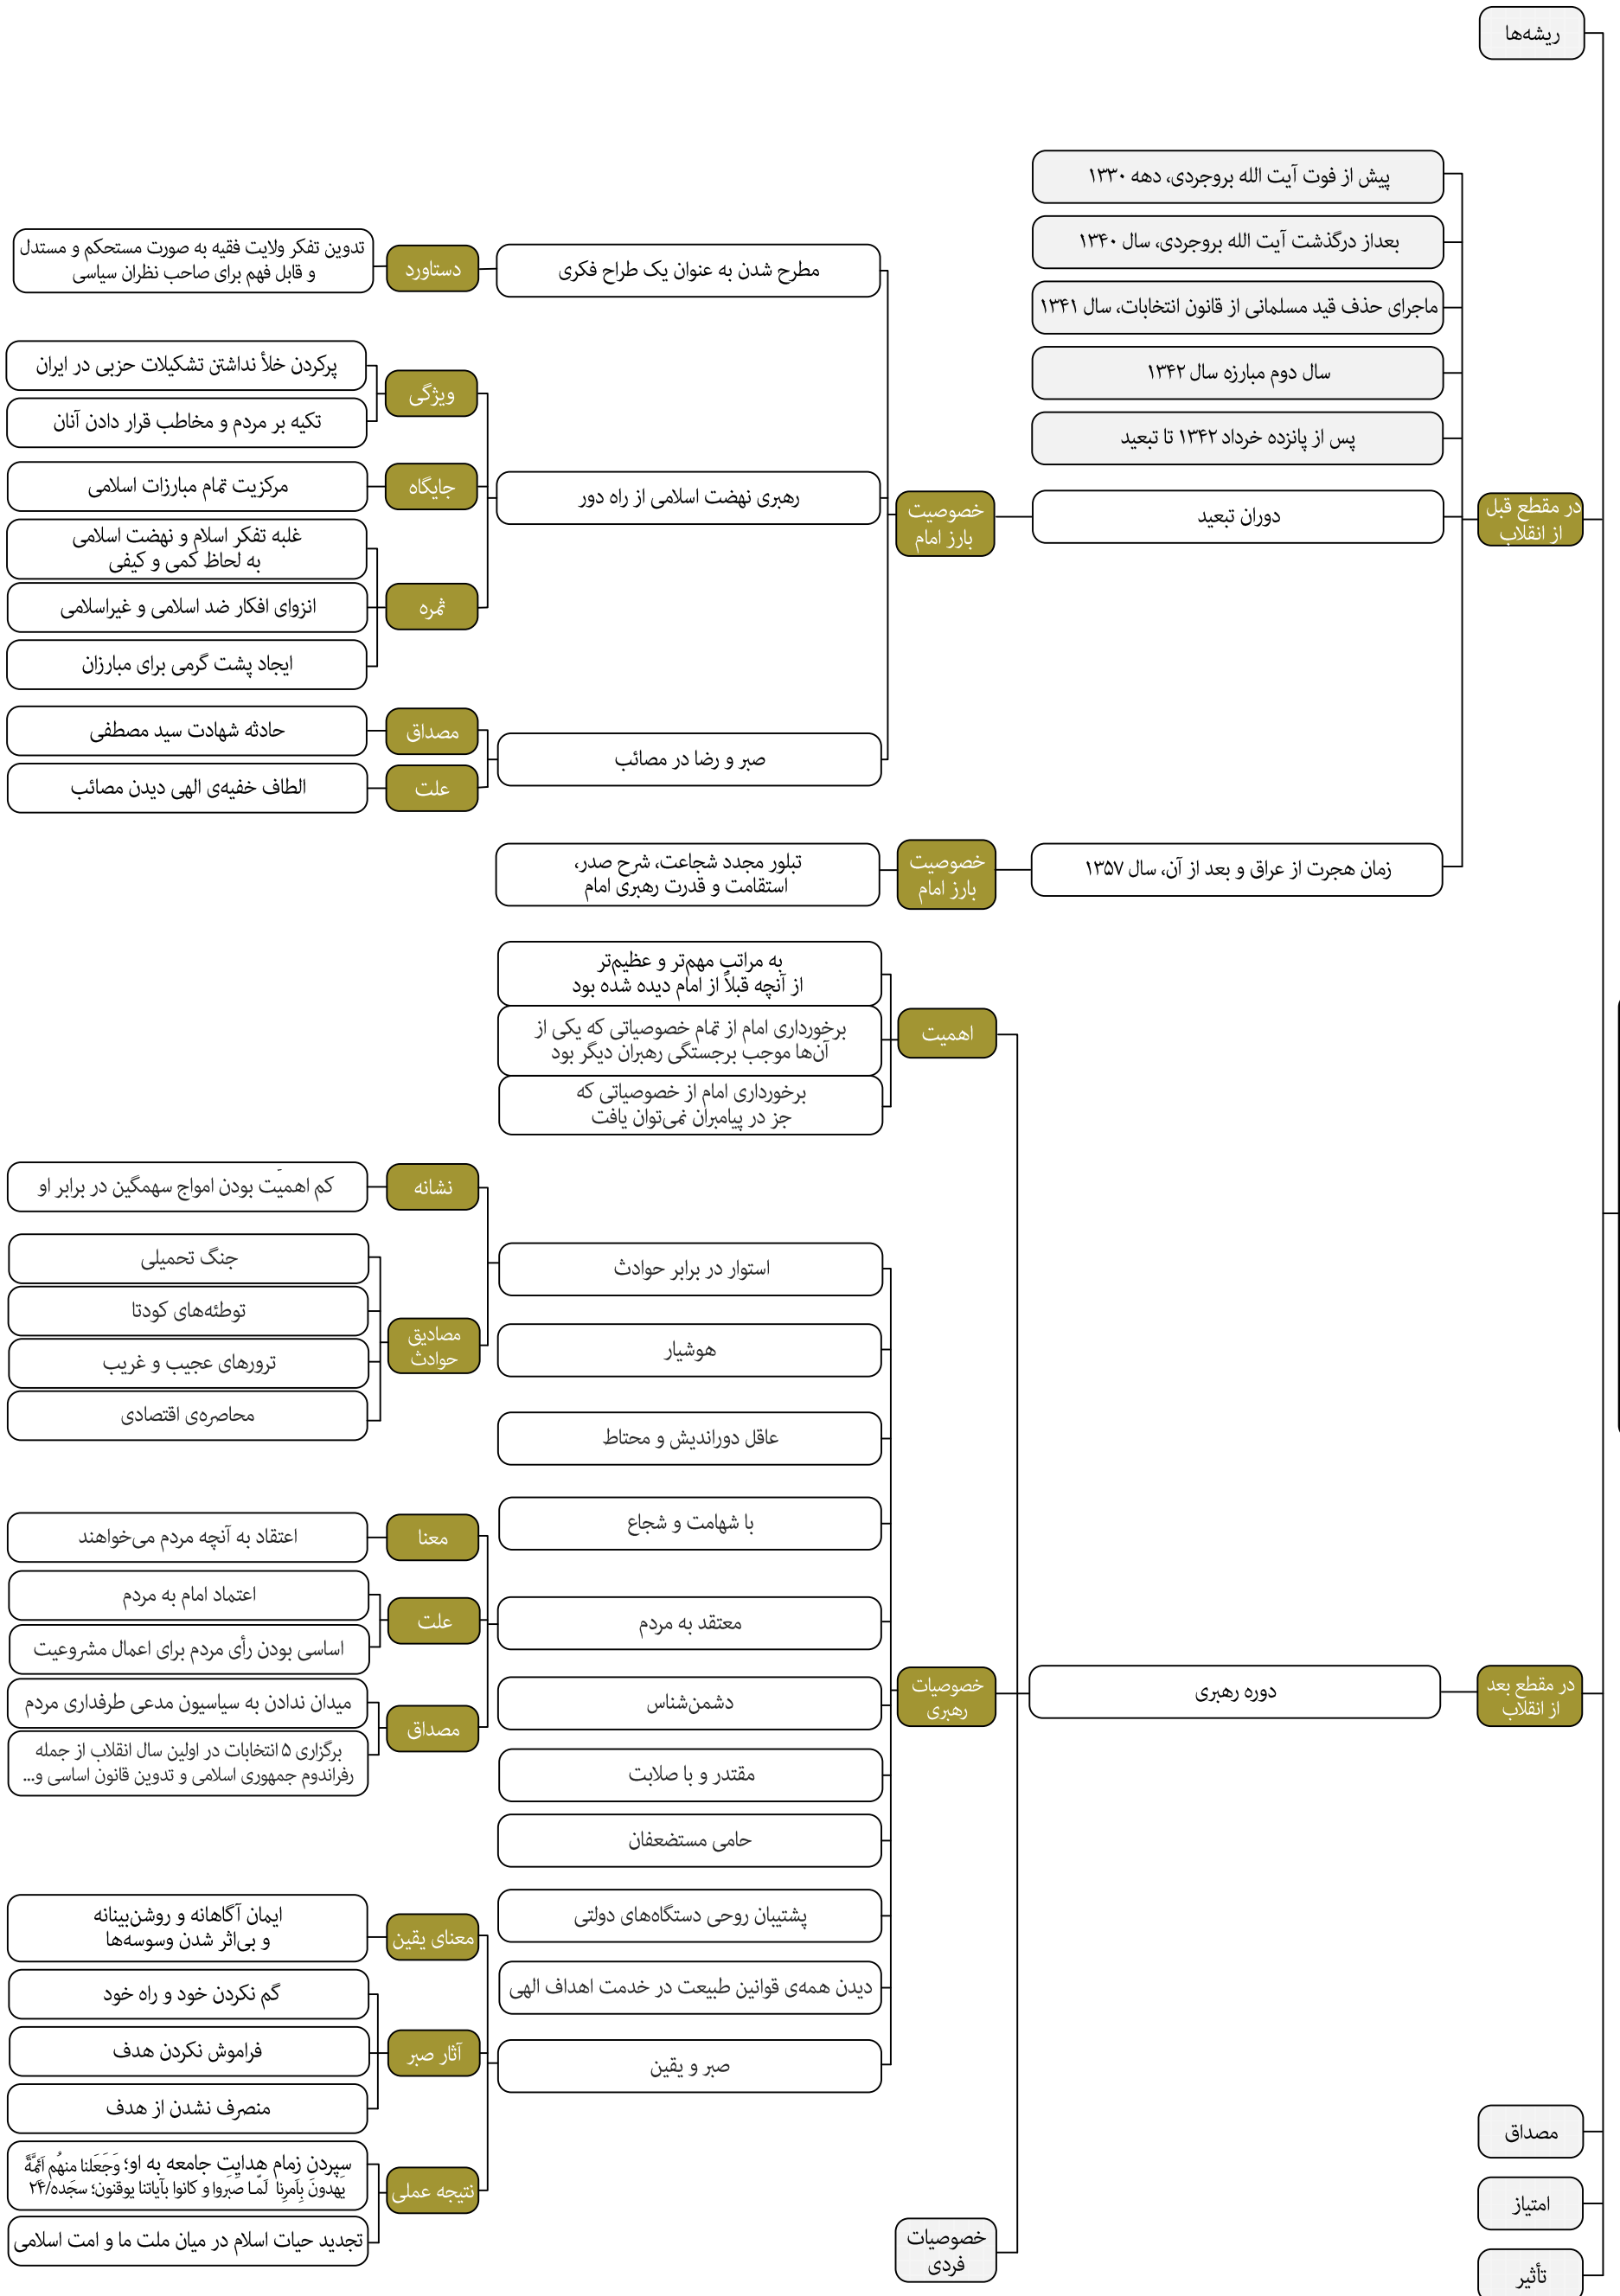 ریشه‌ها
در مقطع قبل
از انقلاب
پیش از فوت آیت الله بروجردی، دهه ۱۳۳۰
بعداز درگذشت آیت الله بروجردی، سال ۱۳۴۰
ماجرای حذف قید مسلمانی از قانون انتخابات، سال ۱۳۴۱
سال دوم مبارزه سال ۱۳۴۲
پس از پانزده خرداد ۱۳۴۲ تا تبعید
دوران تبعید
خصوصیت
بارز امام
مطرح شدن به عنوان یک طراح فکری
دستاورد
تدوین تفکر ولایت فقیه به صورت مستحکم و مستدل
و قابل فهم برای صاحب نظران سیاسی
رهبری نهضت اسلامی از راه دور
ویژگی
پرکردن خلأ نداشتن تشکیلات حزبی در ایران
تکیه بر مردم و مخاطب قرار دادن آنان
جایگاه
مرکزیت تمام مبارزات اسلامی
ثمره
غلبه تفکر اسلام و نهضت اسلامی
به لحاظ کمی و کیفی
انزوای افکار ضد اسلامی و غیراسلامی
ایجاد پشت گرمی برای مبارزان
صبر و رضا در مصائب
مصداق
حادثه شهادت سید مصطفی
علت
الطاف خفیه‌ی الهی دیدن مصائب
زمان هجرت از عراق و بعد از آن، سال ۱۳۵۷
خصوصیت
بارز امام
تبلور مجدد شجاعت، شرح صدر،
استقامت و قدرت رهبری امام
در مقطع بعد
از انقلاب
دوره رهبری
اهمیت
به مراتب مهم‌تر و عظیم‌تر
از آنچه قبلاً از امام دیده شده بود
برخورداری امام از تمام خصوصیاتی که یکی از
آن‌ها موجب برجستگی رهبران دیگر بود
برخورداری امام از خصوصیاتی که
جز در پیامبران نمی‌توان یافت
خصوصیات
رهبری
استوار در برابر حوادث
نشانه
کم اهمیّت بودن امواج سهمگین در برابر او
مصادیق
حوادث
جنگ تحمیلی
توطئه‌های کودتا
ترورهای عجیب و غریب
محاصره‌ی اقتصادی
هوشیار
عاقل دوراندیش و محتاط
با شهامت و شجاع
معتقد به مردم
معنا
اعتقاد به آنچه مردم می‌خواهند
علت
اعتماد امام به مردم
اساسی بودن رأی مردم برای اعمال مشروعیت
مصداق
میدان ندادن به سیاسیون مدعی طرفداری مردم
برگزاری ۵ انتخابات در اولین سال انقلاب از جمله
رفراندوم جمهوری اسلامی و تدوین قانون اساسی و...
دشمن‌شناس
مقتدر و با صلابت
حامی مستضعفان
پشتیبان روحی دستگاه‌های دولتی
دیدن همه‌ی قوانین طبیعت در خدمت اهداف الهی
صبر و یقین
معنای یقین
ایمان آگاهانه و روشن‌بینانه
و بی‌اثر شدن وسوسه‌ها
آثار صبر
گم نکردن خود و راه خود
فراموش نکردن هدف
منصرف نشدن از هدف
نتیجه عملی
سپردن زمام هدایت جامعه به او؛ وَجَعَلنا منهُم اَئِمَّةً
یهدونَ بِاَمرِنا لَمّـا صَبروا و کانوا بآیاتنا یوقنون؛ سجَده/۲۴
تجدید حیات اسلام در میان ملت ما و امت اسلامی
خصوصیات
فردی
مصداق
امتیاز
تأثیر